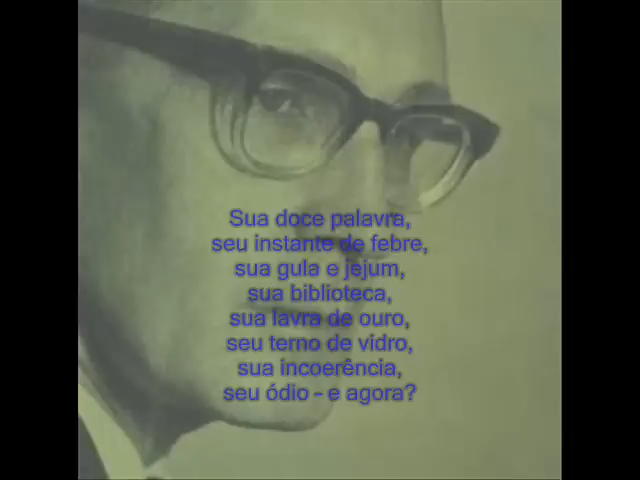 Sua doce palavra,
seu instante de febre,
sua gula e jejum,
sua biblioteca,
sua lavra de ouro,
seu terno de vidro,
sua incoerência,
seu ódio - e agora?